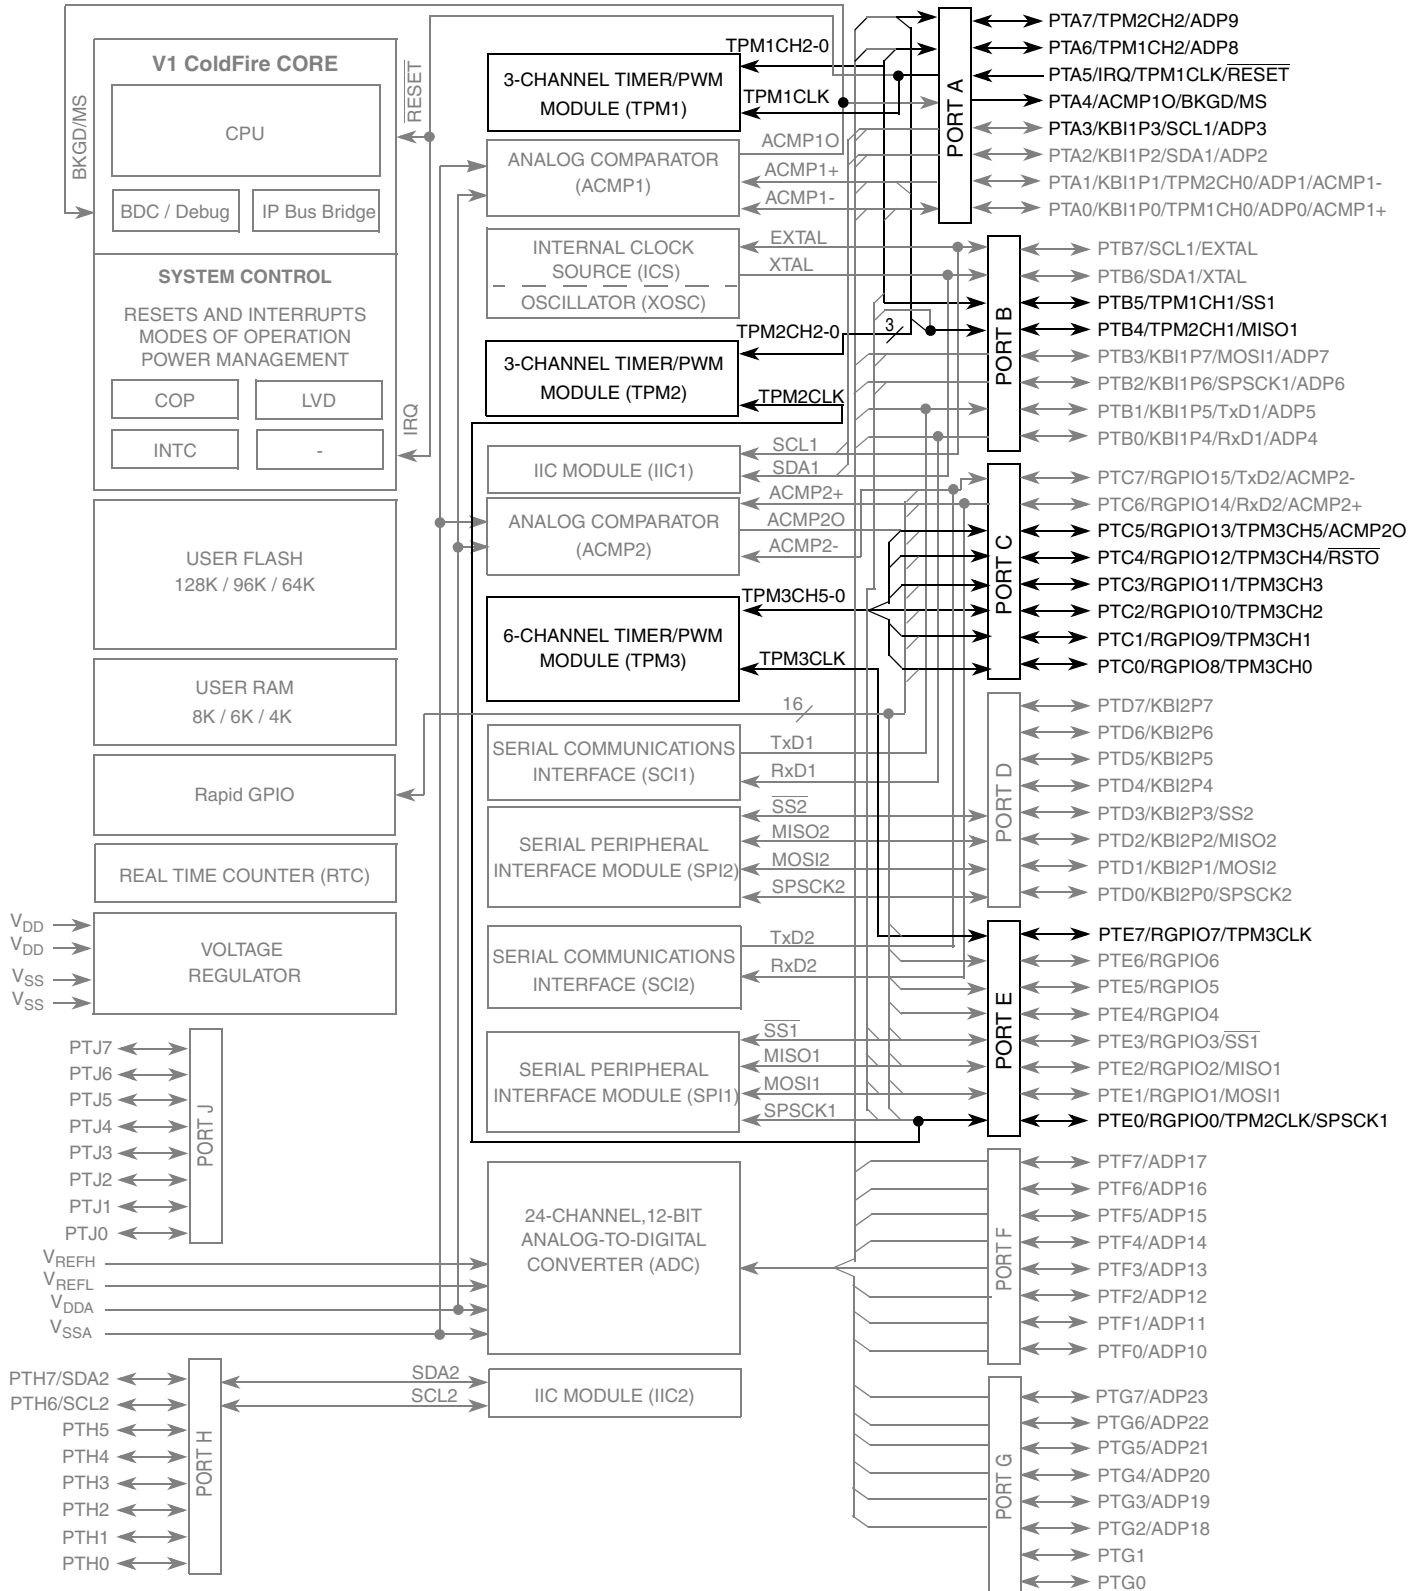 V1 ColdFire CORE
CPU
BDC / Debug
IP Bus Bridge
BKGD/MS
RESET
IRQ
SYSTEM CONTROL
RESETS AND INTERRUPTS
MODES OF OPERATION
POWER MANAGEMENT
COP
LVD
INTC
-
USER FLASH
128K / 96K / 64K
USER RAM
8K / 6K / 4K
Rapid GPIO
REAL TIME COUNTER (RTC)
VOLTAGE
REGULATOR
VDD
VDD
VSS
VSS
PTJ7
PTJ6
PTJ5
PTJ4
PTJ3
PTJ2
PTJ1
PTJ0
PORT J
VREFH
VREFL
VDDA
VSSA
PTH7/SDA2
PTH6/SCL2
PTH5
PTH4
PTH3
PTH2
PTH1
PTH0
PORT H
3-CHANNEL TIMER/PWM
MODULE (TPM1)
TPM1CH2-0
TPM1CLK
ANALOG COMPARATOR
(ACMP1)
ACMP1O
ACMP1+
ACMP1-
INTERNAL CLOCK
SOURCE (ICS)
OSCILLATOR (XOSC)
EXTAL
XTAL
3-CHANNEL TIMER/PWM
MODULE (TPM2)
TPM2CH2-0
3
TPM2CLK
IIC MODULE (IIC1)
SCL1
SDA1
ANALOG COMPARATOR
(ACMP2)
ACMP2+
ACMP2O
ACMP2-
6-CHANNEL TIMER/PWM
MODULE (TPM3)
TPM3CH5-0
TPM3CLK
16
SERIAL COMMUNICATIONS
INTERFACE (SCI1)
TxD1
RxD1
SERIAL PERIPHERAL
INTERFACE MODULE (SPI2)
SS2
MISO2
MOSI2
SPSCK2
SERIAL COMMUNICATIONS
INTERFACE (SCI2)
TxD2
RxD2
SERIAL PERIPHERAL
INTERFACE MODULE (SPI1)
SS1
MISO1
MOSI1
SPSCK1
24-CHANNEL,12-BIT
ANALOG-TO-DIGITAL
CONVERTER (ADC)
IIC MODULE (IIC2)
SDA2
SCL2
PORT A
PTA7/TPM2CH2/ADP9
PTA6/TPM1CH2/ADP8
PTA5/IRQ/TPM1CLK/RESET
PTA4/ACMP1O/BKGD/MS
PTA3/KBI1P3/SCL1/ADP3
PTA2/KBI1P2/SDA1/ADP2
PTA1/KBI1P1/TPM2CH0/ADP1/ACMP1-
PTA0/KBI1P0/TPM1CH0/ADP0/ACMP1+
PORT B
PTB7/SCL1/EXTAL
PTB6/SDA1/XTAL
PTB5/TPM1CH1/SS1
PTB4/TPM2CH1/MISO1
PTB3/KBI1P7/MOSI1/ADP7
PTB2/KBI1P6/SPSCK1/ADP6
PTB1/KBI1P5/TxD1/ADP5
PTB0/KBI1P4/RxD1/ADP4
PORT C
PTC7/RGPIO15/TxD2/ACMP2-
PTC6/RGPIO14/RxD2/ACMP2+
PTC5/RGPIO13/TPM3CH5/ACMP2O
PTC4/RGPIO12/TPM3CH4/RSTO
PTC3/RGPIO11/TPM3CH3
PTC2/RGPIO10/TPM3CH2
PTC1/RGPIO9/TPM3CH1
PTC0/RGPIO8/TPM3CH0
PORT D
PTD7/KBI2P7
PTD6/KBI2P6
PTD5/KBI2P5
PTD4/KBI2P4
PTD3/KBI2P3/SS2
PTD2/KBI2P2/MISO2
PTD1/KBI2P1/MOSI2
PTD0/KBI2P0/SPSCK2
PORT E
PTE7/RGPIO7/TPM3CLK
PTE6/RGPIO6
PTE5/RGPIO5
PTE4/RGPIO4
PTE3/RGPIO3/SS1
PTE2/RGPIO2/MISO1
PTE1/RGPIO1/MOSI1
PTE0/RGPIO0/TPM2CLK/SPSCK1
PORT F
PTF7/ADP17
PTF6/ADP16
PTF5/ADP15
PTF4/ADP14
PTF3/ADP13
PTF2/ADP12
PTF1/ADP11
PTF0/ADP10
PORT G
PTG7/ADP23
PTG6/ADP22
PTG5/ADP21
PTG4/ADP20
PTG3/ADP19
PTG2/ADP18
PTG1
PTG0